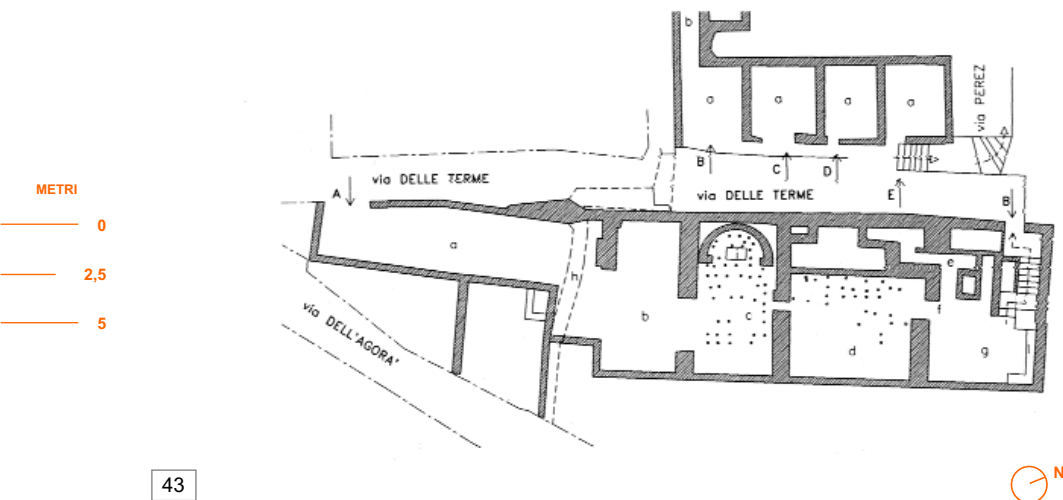 b
a
a
a
a
via PEREZ
via DELLE TERME
via DELLE TERME
A
B
C
D
E
B
METRI
0
2,5
5
a
h
b
c
d
e
f
g
i
l
via DELL'AGORA'
43
N